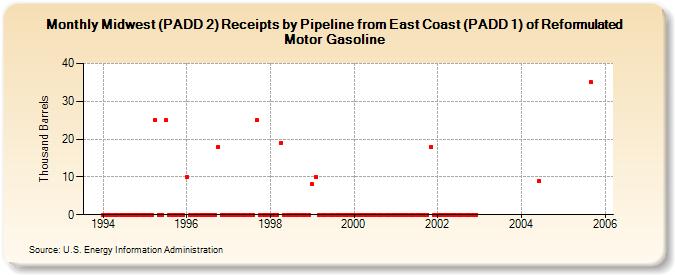 Monthly Midwest (PADD 2) Receipts by Pipeline from East Coast (PADD 1) of Reformulated
Motor Gasoline
Thousand Barrels
40
30
20
10
0
1994 1996 1998 2000 2002 2004 2006
Source: U.S. Energy Information Administration